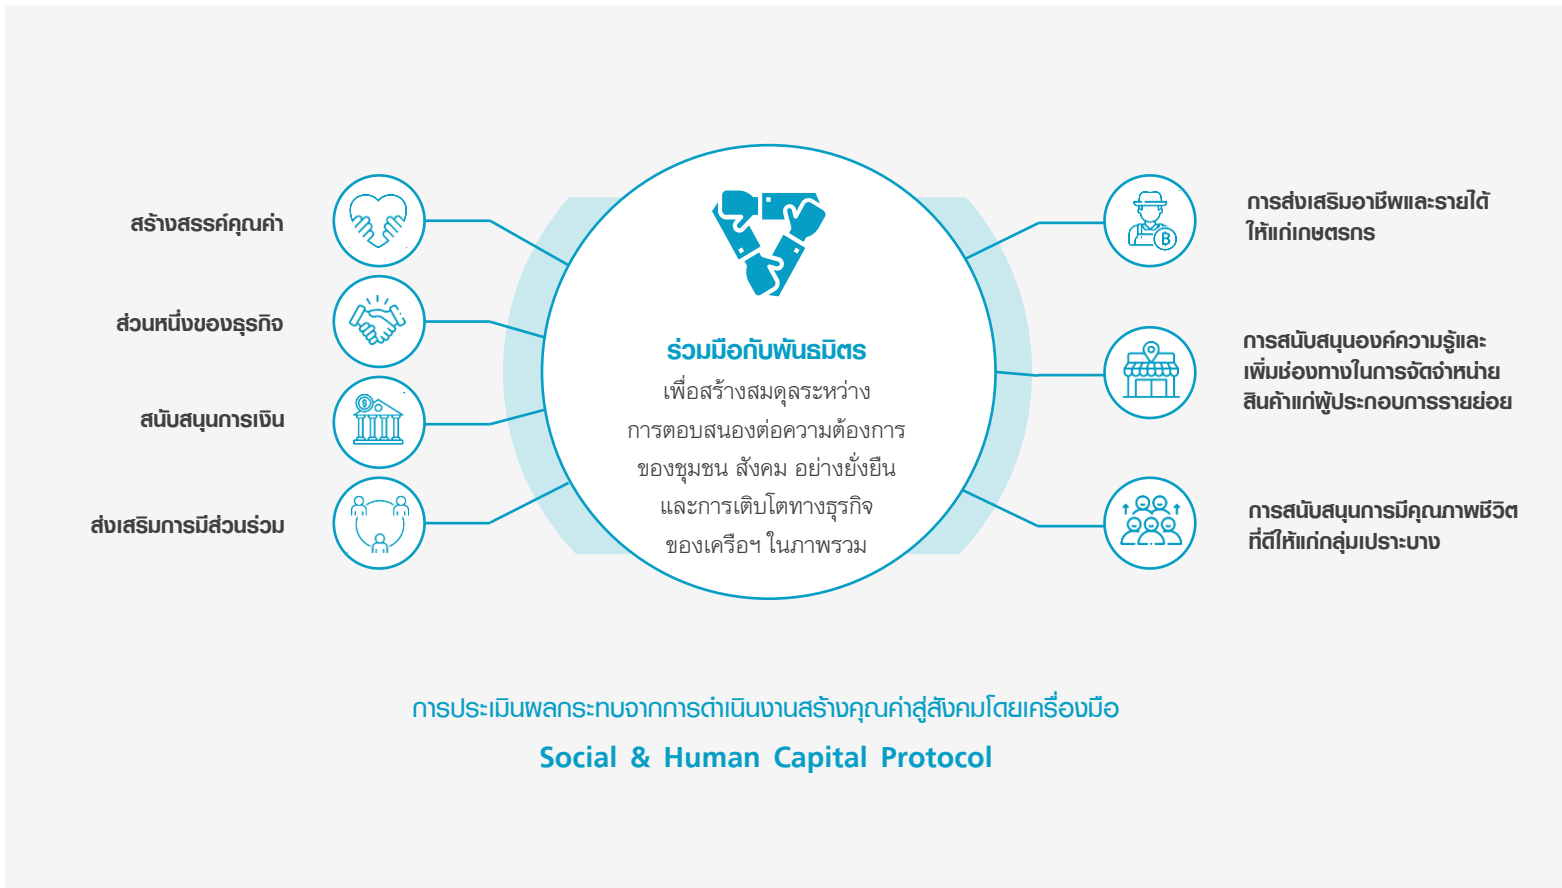 สร้างสรรค์คุณค่า
ส่วนหนึ่งของธุรกิจ
สนับสนุนการเงิน
ส่งเสริมการมีส่วนร่วม
ร่วมมือกับพันธมิตร
เพื่อสร้างสมดุลระหว่าง
การตอบสนองต่อความต้องการ
ของชุมชน สังคม อย่างยั่งยืน
และการเติบโตทางธุรกิจ
ของเครือฯ ในภาพรวม
การส่งเสริมอาชีพและรายได้
ให้แก่เกษตรกร
การสนับสนุนองค์ความรู้และ
เพิ่มช่องทางในการจัดจำหน่าย
สินค้าแก่ผู้ประกอบการรายย่อย
การสนับสนุนการมีคุณภาพชีวิต
ที่ดีให้แก่กลุ่มเปราะบาง
การประเมินผลกระทบจากการดำเนินงานสร้างคุณค่าสู่สังคมโดยเครื่องมือ
Social & Human Capital Protocol